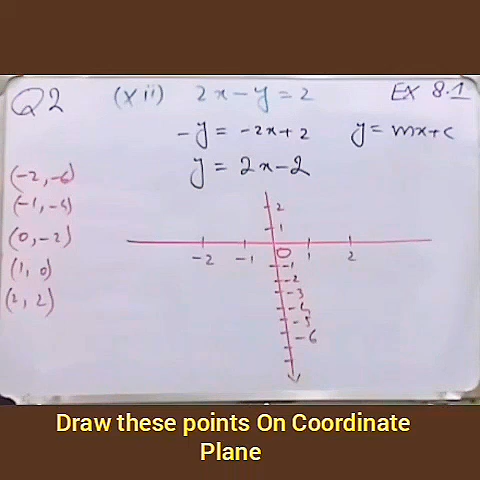 Q2 (xii) 2x-y=2 EX 8.1
-y = -2x+2 y = mx+c
y = 2x-2
(-2, -6)
(-1, -4)
(0, -2)
(1, 0)
(2, 2)
2
1
-2 -1 0 1 2
-1
-2
-3
-4
-5
-6
Draw these points On Coordinate
Plane